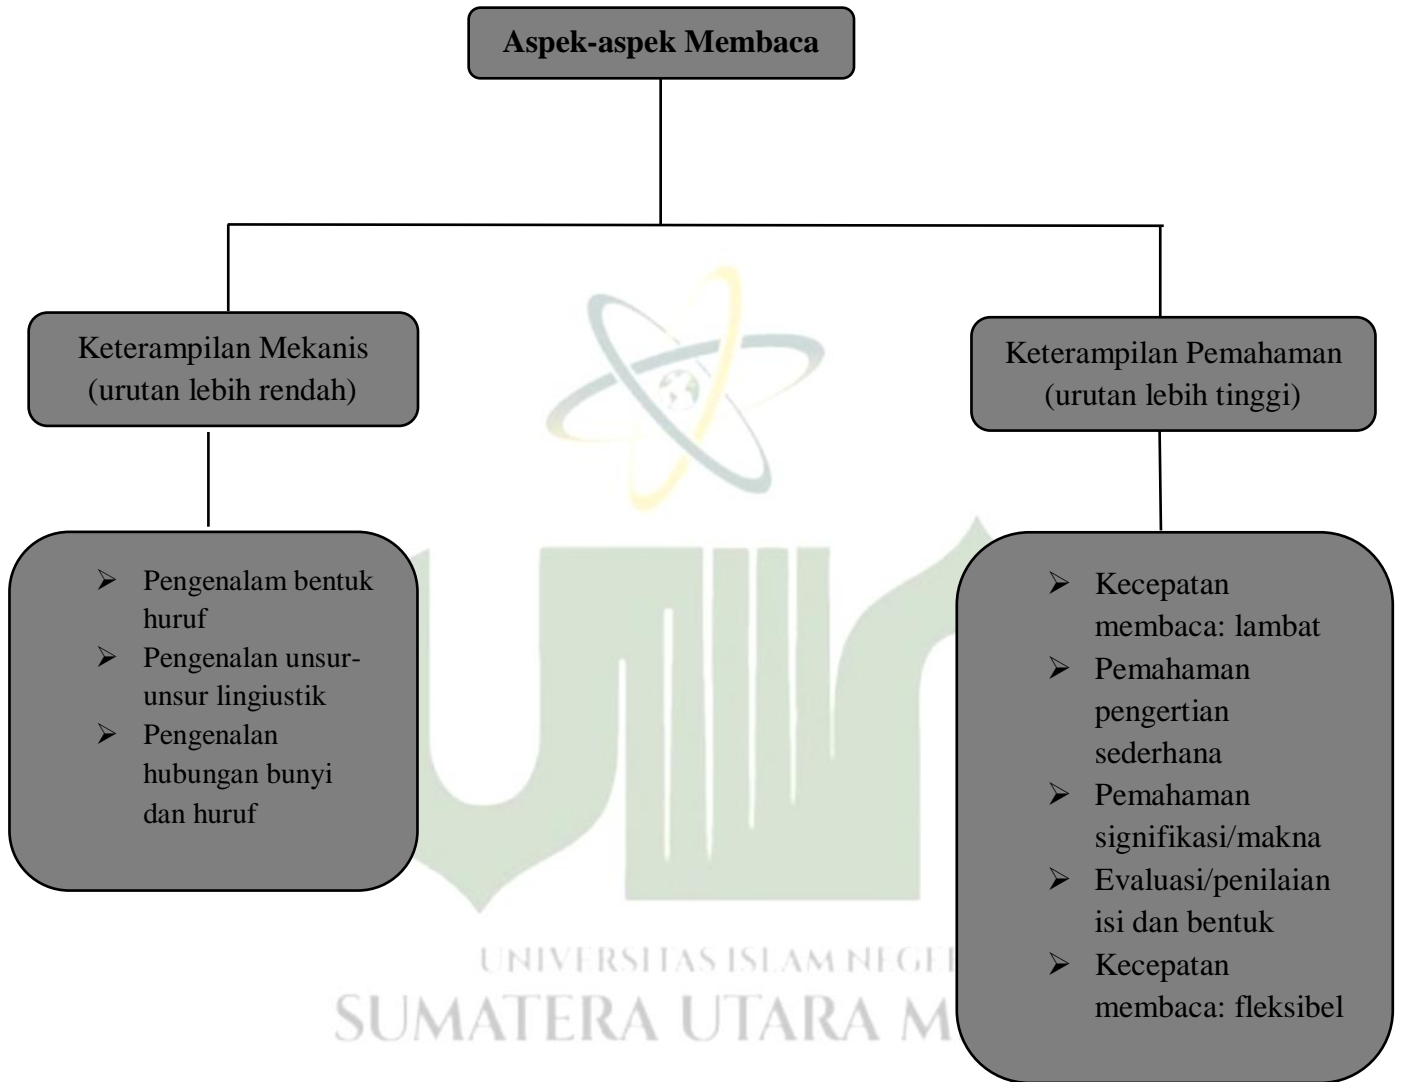 Aspek-aspek Membaca
Keterampilan Mekanis
(urutan lebih rendah)
Keterampilan Pemahaman
(urutan lebih tinggi)
➢ Pengenalam bentuk
huruf
➢ Pengenalan unsur-
unsur lingiustik
➢ Pengenalan
hubungan bunyi
dan huruf
➢ Kecepatan
membaca: lambat
➢ Pemahaman
pengertian
sederhana
➢ Pemahaman
signifikasi/makna
➢ Evaluasi/penilaian
isi dan bentuk
➢ Kecepatan
membaca: fleksibel
UNIVERSITAS ISLAM NEGE
SUMATERA UTARA M